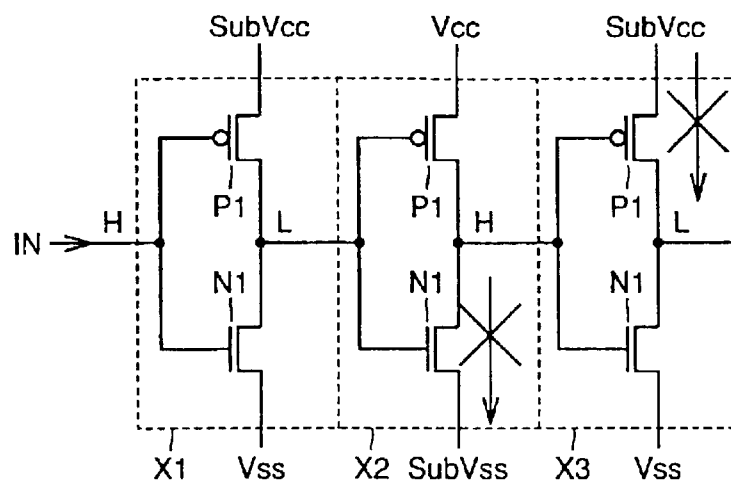 SubVcc Vcc SubVcc
P1 P1 P1
IN H L H L
N1 N1 N1
X1 Vss X2 SubVss X3 Vss